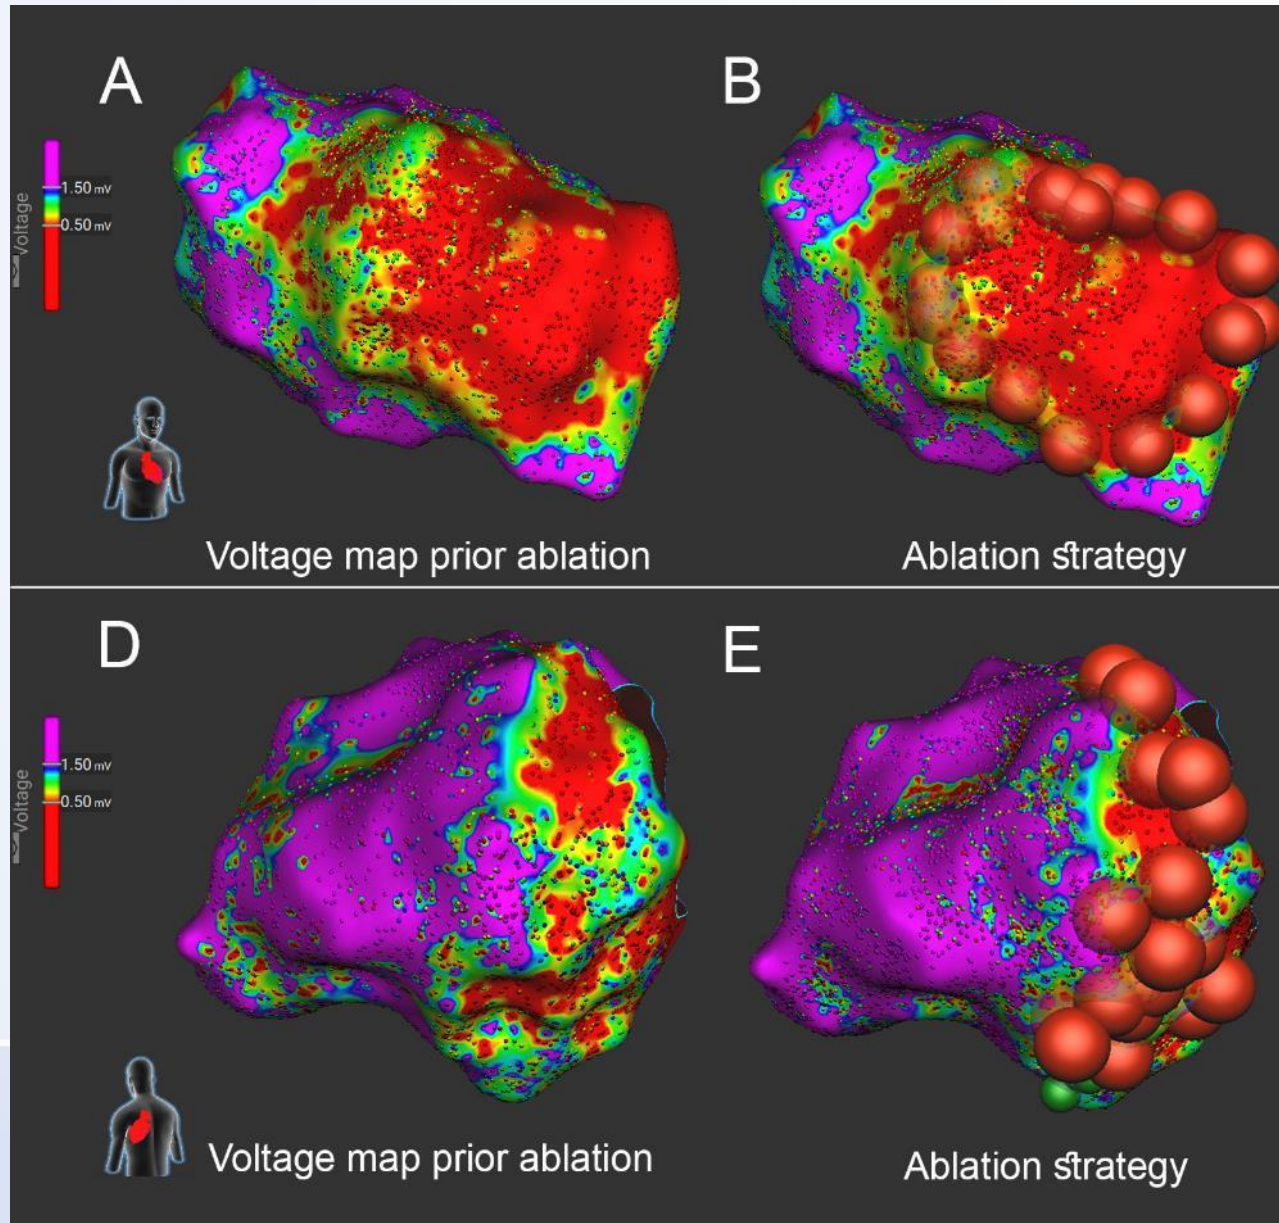 A
B
1.50 mV
0.50 mV
Voltage
Voltage map prior ablation
Ablation strategy
D
E
1.50 mV
0.50 mV
Voltage
Voltage map prior ablation
Ablation strategy